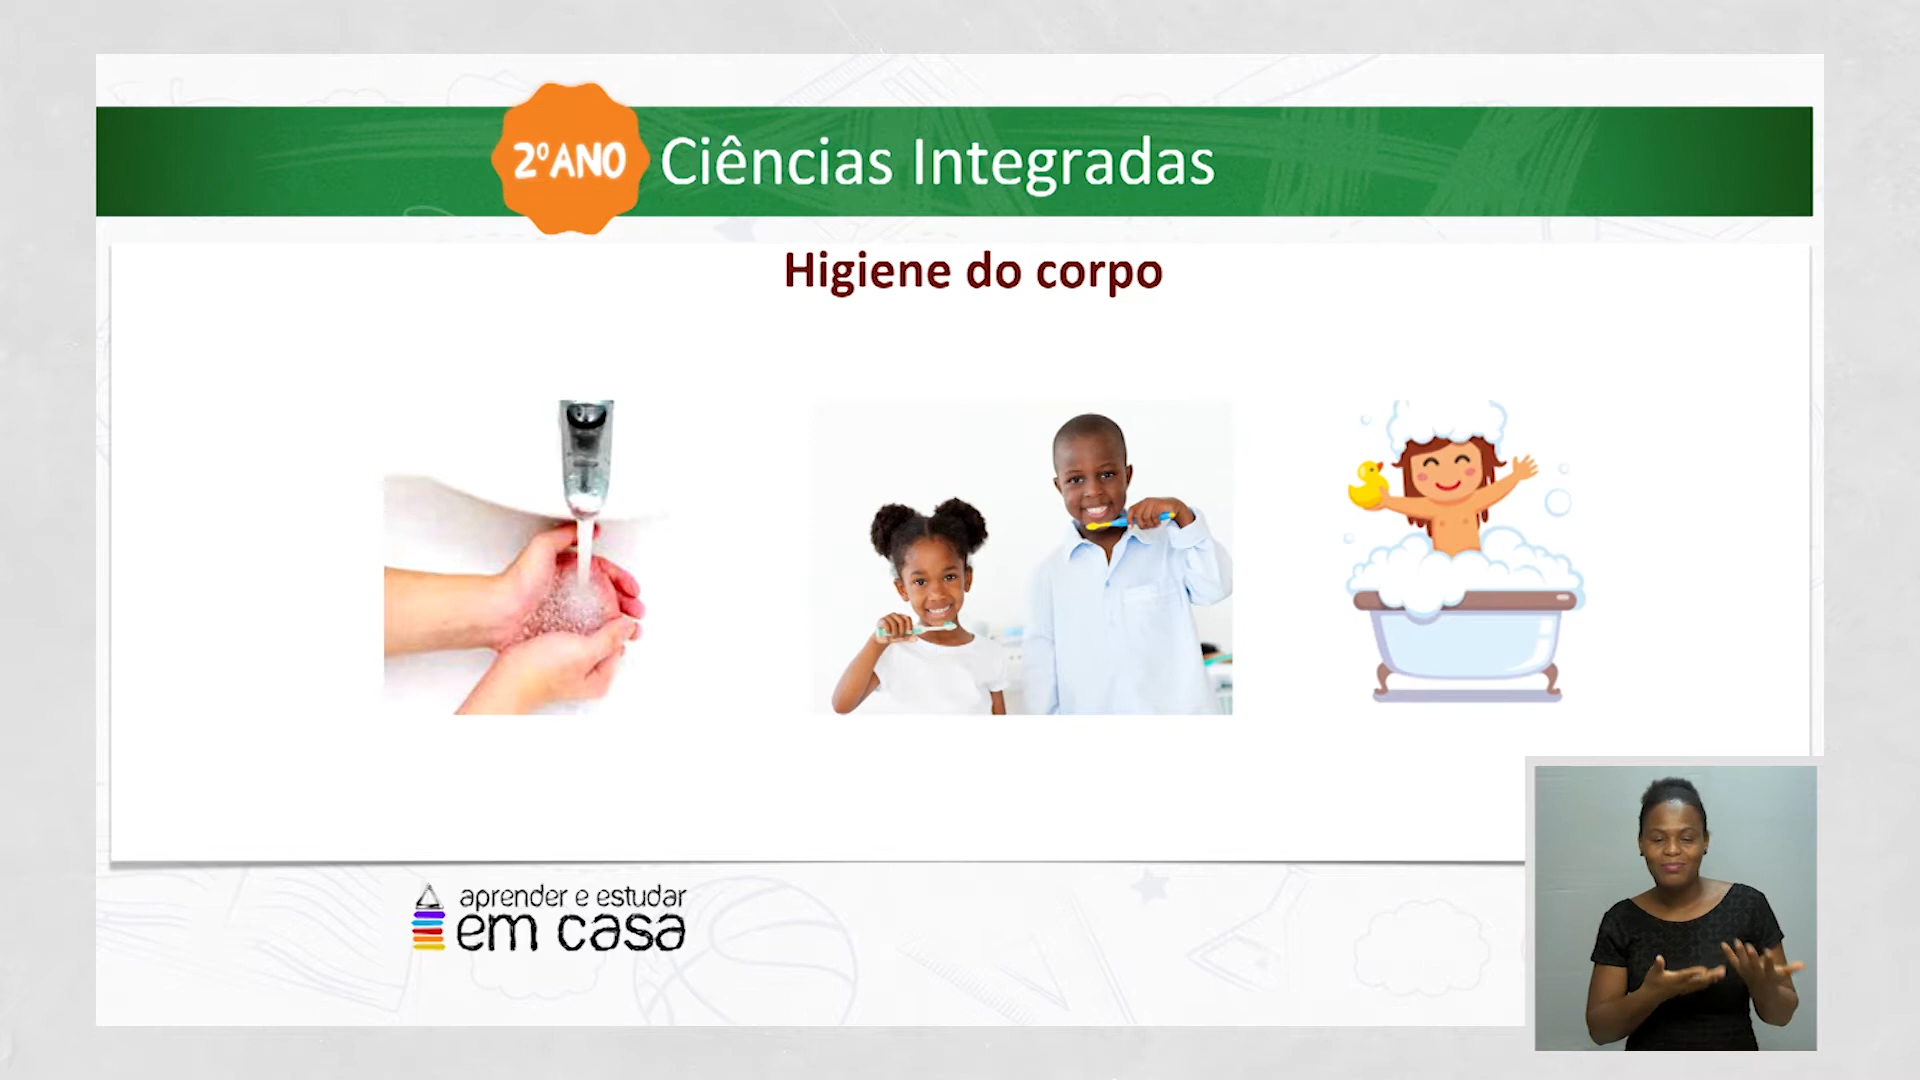 2ºANO
Ciências Integradas
Higiene do corpo
aprender e estudar
em casa